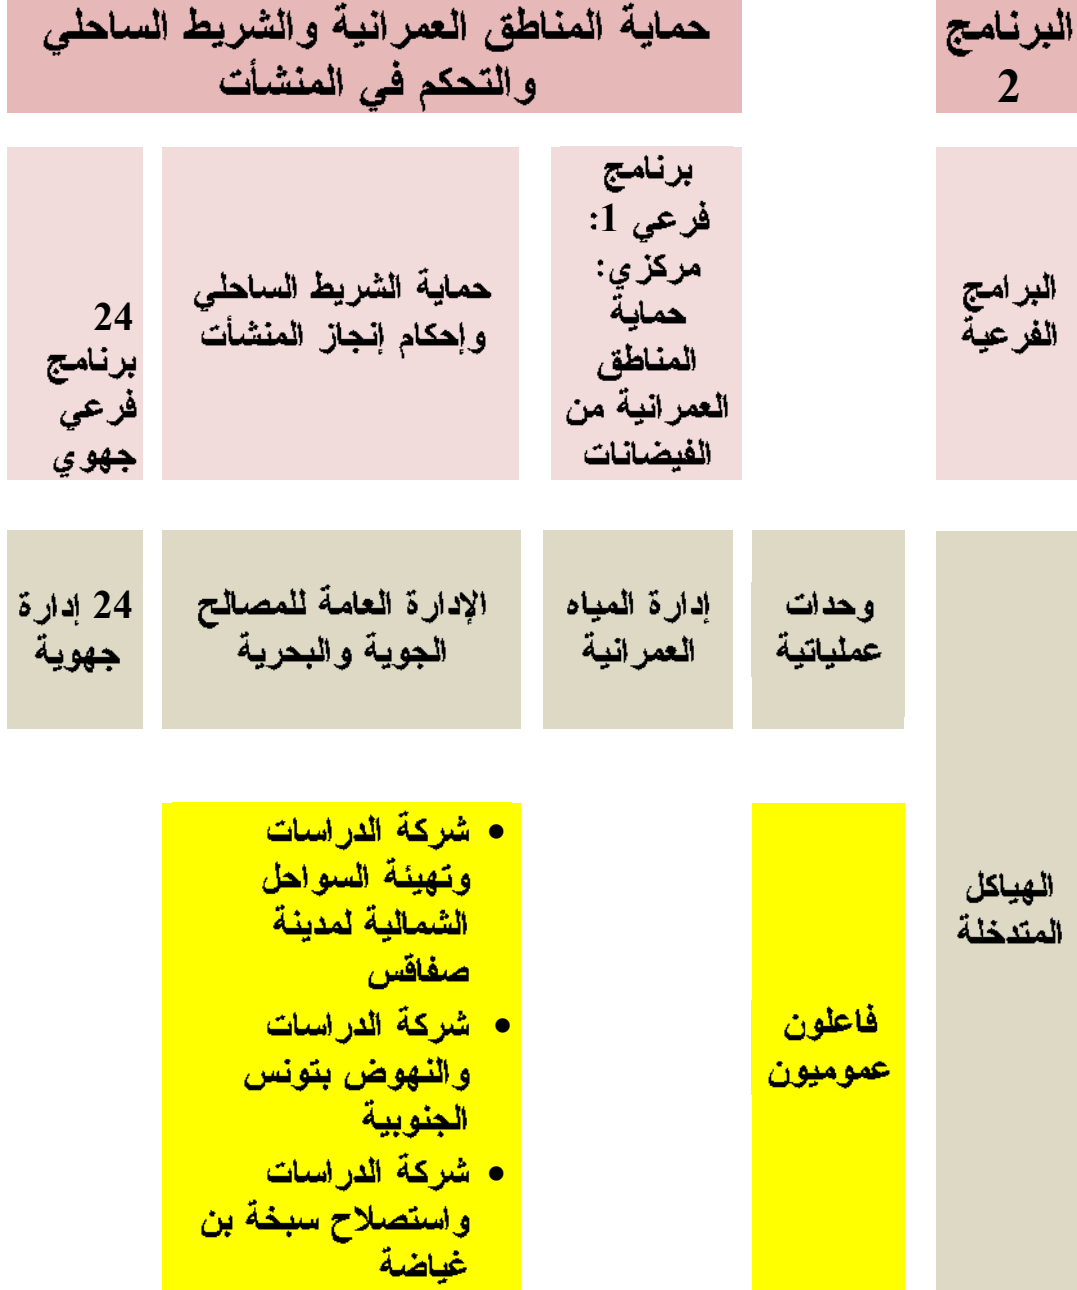 البرنامج
2
حماية المناطق العمرانية والشريط الساحلي
والتحكم في المنشأت
البرامج
الفرعية
برنامج
فرعي 1:
مركزي:
حماية
المناطق
العمرانية من
الفيضانات
حماية الشريط الساحلي
وإحكام إنجاز المنشأت
24
برنامج
فرعي
جهوي
الهياكل
المتدخلة
وحدات
عملياتية
إدارة المياه
العمرانية
الإدارة العامة للمصالح
الجوية والبحرية
24 إدارة
جهوية
فاعلون
عموميون
• شركة الدراسات
وتهيئة السواحل
الشمالية لمدينة
صفاقس
• شركة الدراسات
والنهوض بتونس
الجنوبية
• شركة الدراسات
واستصلاح سبخة بن
غياضة